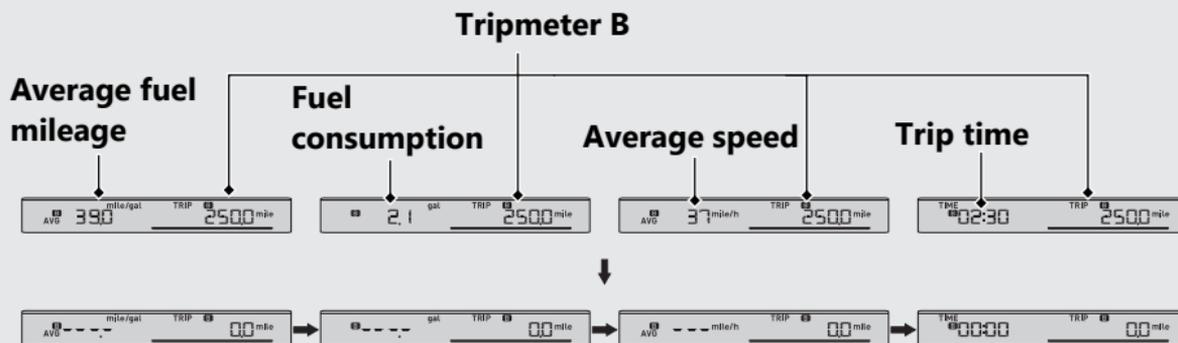 Tripmeter B
Average fuel
mileage
Fuel
consumption
Average speed
Trip time
AVG B 39.0 mile/gal TRIP B 250.0 mile
B 2.1 gal TRIP B 250.0 mile
AVG B 37 mile/h TRIP B 250.0 mile
TIME B 02:30 TRIP B 250.0 mile
AVG B --.- mile/gal TRIP B 0.0 mile
B ---.- gal TRIP B 0.0 mile
AVG B --- mile/h TRIP B 0.0 mile
TIME B 00:00 TRIP B 0.0 mile